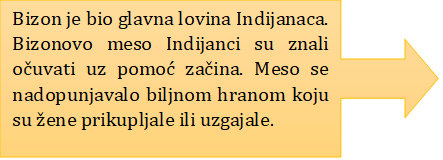 Bizon je bio glavna lovina Indijanaca.
Bizonovo meso Indijanci su znali
očuvati uz pomoć začina. Meso se
nadopunjavalo biljnom hranom koju
su žene prikupljale ili uzgajale.